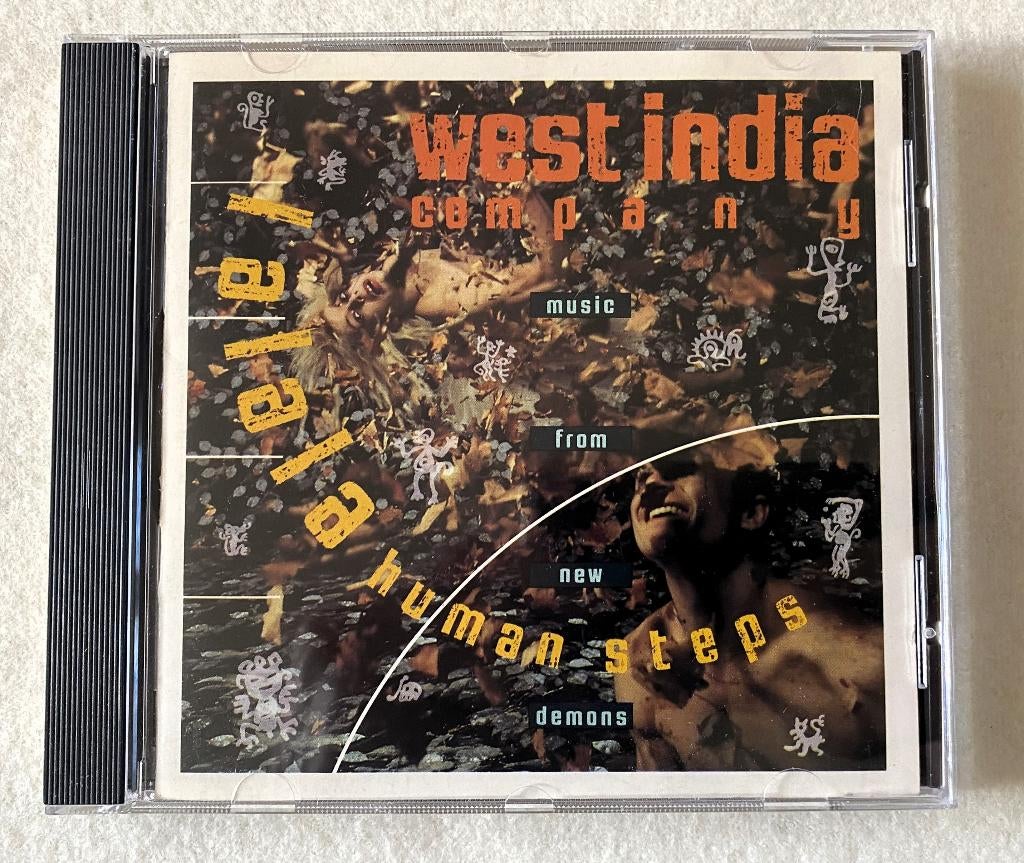 west india
company
lalala
human steps
music
from
new
demons